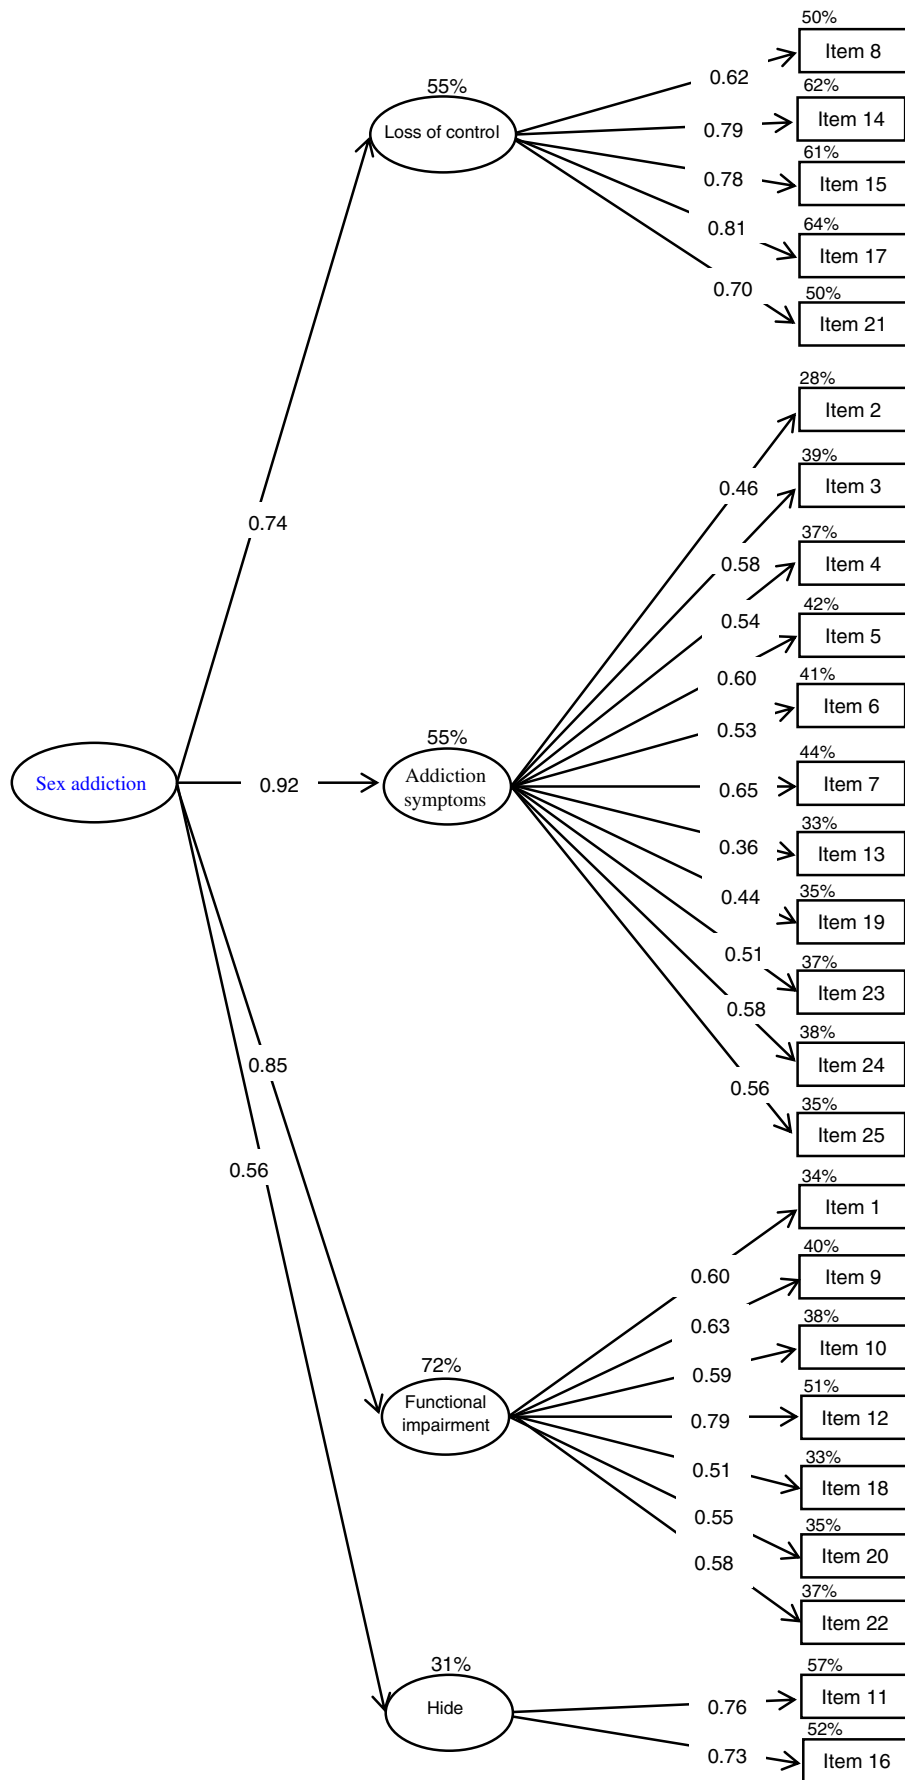 50%
Item 8
0.62
55%
Loss of control
62%
Item 14
0.79
61%
Item 15
0.78
64%
Item 17
0.81
50%
Item 21
0.70
28%
Item 2
0.46
39%
Item 3
0.58
0.74
37%
Item 4
0.54
42%
Item 5
0.60
41%
Item 6
0.53
55%
Addiction
symptoms
Sex addiction
0.92
44%
Item 7
0.65
33%
Item 13
0.36
35%
Item 19
0.44
37%
Item 23
0.51
38%
Item 24
0.58
0.85
35%
Item 25
0.56
0.56
34%
Item 1
0.60
40%
Item 9
0.63
38%
Item 10
0.59
72%
Functional
impairment
51%
Item 12
0.79
33%
Item 18
0.51
35%
Item 20
0.55
37%
Item 22
0.58
31%
Hide
57%
Item 11
0.76
52%
Item 16
0.73